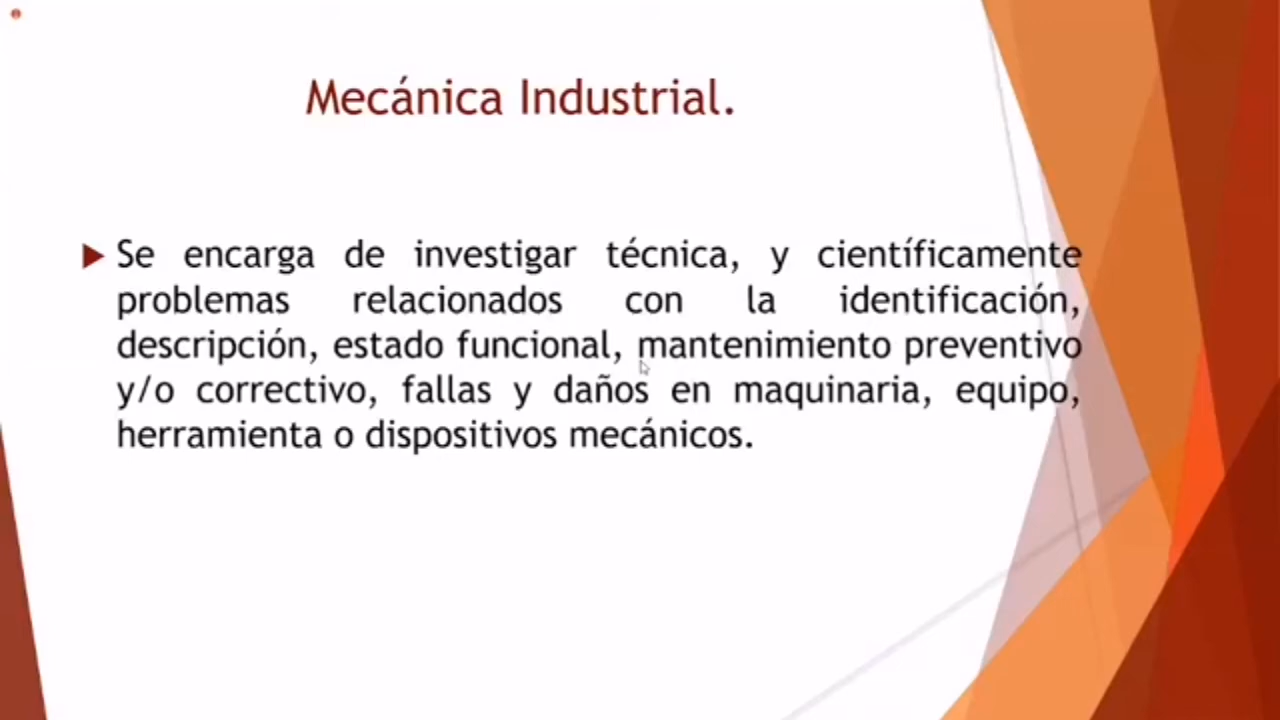 Mecánica Industrial.
Se encarga de investigar técnica, y científicamente
problemas relacionados con la identificación,
descripción, estado funcional, mantenimiento preventivo
y/o correctivo, fallas y daños en maquinaria, equipo,
herramienta o dispositivos mecánicos.